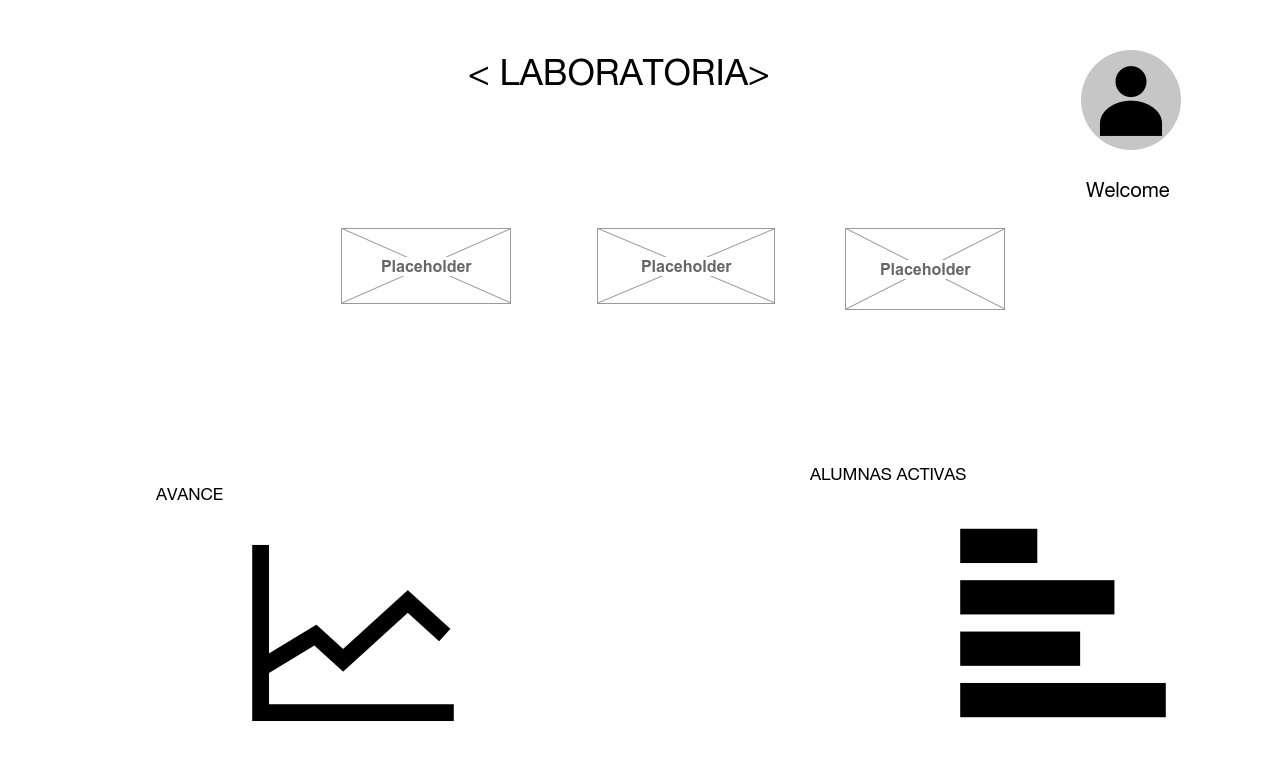 < LABORATORIA>
Welcome
Placeholder
Placeholder
Placeholder
ALUMNAS ACTIVAS
AVANCE